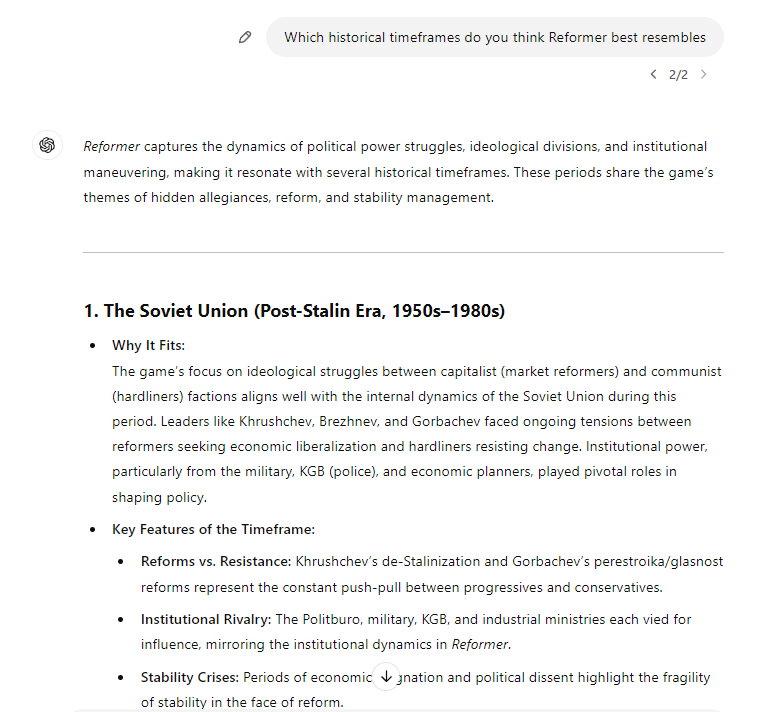 Which historical timeframes do you think Reformer best resembles
2/2
Reformer captures the dynamics of political power struggles, ideological divisions, and institutional
maneuvering, making it resonate with several historical timeframes. These periods share the game's
themes of hidden allegiances, reform, and stability management.
1. The Soviet Union (Post-Stalin Era, 1950s–1980s)
• Why It Fits:
The game's focus on ideological struggles between capitalist (market reformers) and communist
(hardliners) factions aligns well with the internal dynamics of the Soviet Union during this
period. Leaders like Khrushchev, Brezhnev, and Gorbachev faced ongoing tensions between
reformers seeking economic liberalization and hardliners resisting change. Institutional power,
particularly from the military, KGB (police), and economic planners, played pivotal roles in
shaping policy.
• Key Features of the Timeframe:
• Reforms vs. Resistance: Khrushchev's de-Stalinization and Gorbachev's perestroika/glasnost
reforms represent the constant push-pull between progressives and conservatives.
• Institutional Rivalry: The Politburo, military, KGB, and industrial ministries each vied for
influence, mirroring the institutional dynamics in Reformer.
• Stability Crises: Periods of economic and political dissent highlight the fragility
of stability in the face of reform.